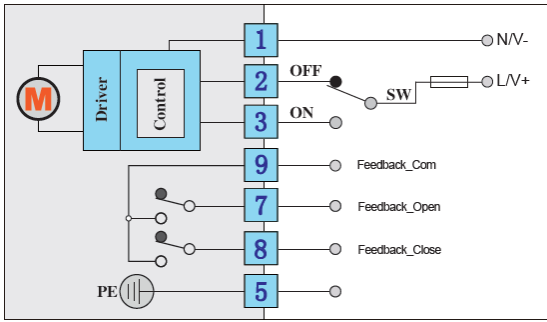 1
N/V-
M
Driver
Control
2
OFF
SW
L/V+
3
ON
9
Feedback_Com
7
Feedback_Open
8
Feedback_Close
PE
5